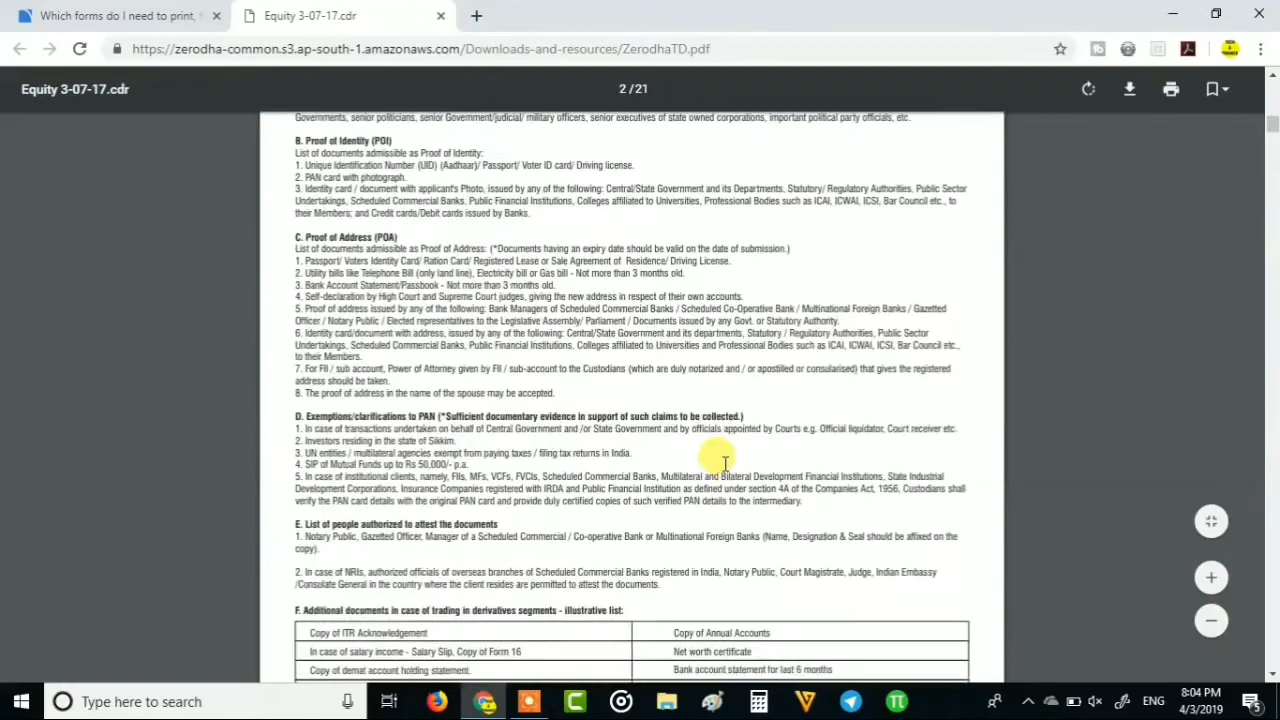 Which forms do I need to print,
Equity 3-07-17.cdr
https://zerodha-common.s3.ap-south-1.amazonaws.com/Downloads-and-resources/ZerodhaTD.pdf
Equity 3-07-17.cdr
2 / 21
Governments, senior politicians, senior Government/judicial/ military officers, senior executives of state owned corporations, important political party officials, etc.
B. Proof of Identity (POI)
List of documents admissible as Proof of Identity:
1. Unique Identification Number (UID) (Aadhaar)/ Passport/ Voter ID card/ Driving license.
2. PAN card with photograph.
3. Identity card / document with applicant's Photo, issued by any of the following: Central/State Government and its Departments, Statutory/ Regulatory Authorities, Public Sector
Undertakings, Scheduled Commercial Banks, Public Financial Institutions, Colleges affiliated to Universities, Professional Bodies such as ICAI, ICWAI, ICSI, Bar Council etc., to
their Members; and Credit cards/Debit cards issued by Banks.
C. Proof of Address (POA)
List of documents admissible as Proof of Address: (*Documents having an expiry date should be valid on the date of submission.)
1. Passport/ Voters Identity Card/ Ration Card/ Registered Lease or Sale Agreement of Residence/ Driving License.
2. Utility bills like Telephone Bill (only land line), Electricity bill or Gas bill - Not more than 3 months old.
3. Bank Account Statement/Passbook - Not more than 3 months old.
4. Self-declaration by High Court and Supreme Court judges, giving the new address in respect of their own accounts.
5. Proof of address issued by any of the following: Bank Managers of Scheduled Commercial Banks / Scheduled Co-Operative Bank / Multinational Foreign Banks / Gazetted
Officer / Notary Public / Elected representatives to the Legislative Assembly/ Parliament / Documents issued by any Govt. or Statutory Authority.
6. Identity card/document with address, issued by any of the following: Central/State Government and its departments, Statutory / Regulatory Authorities, Public Sector
Undertakings, Scheduled Commercial Banks, Public Financial Institutions, Colleges affiliated to Universities and Professional Bodies such as ICAI, ICWAI, ICSI, Bar Council etc.,
to their Members.
7. For FII / sub account, Power of Attorney given by FII / sub-account to the Custodians (which are duly notarized and / or apostilled or consularised) that gives the registered
address should be taken.
8. The proof of address in the name of the spouse may be accepted.
D. Exemptions/clarifications to PAN (*Sufficient documentary evidence in support of such claims to be collected.)
1. In case of transactions undertaken on behalf of Central Government and /or State Government and by officials appointed by Courts e.g. Official liquidator, Court receiver etc.
2. Investors residing in the state of Sikkim.
3. UN entities / multilateral agencies exempt from paying taxes / filing tax returns in India.
4. SIP of Mutual Funds up to Rs 50,000/- p.a.
5. In case of institutional clients, namely, FIIs, MFs, VCFs, FVCIs, Scheduled Commercial Banks, Multilateral and Bilateral Development Financial Institutions, State Industrial
Development Corporations, Insurance Companies registered with IRDA and Public Financial Institution as defined under section 4A of the Companies Act, 1956, Custodians shall
verify the PAN card details with the original PAN card and provide duly certified copies of such verified PAN details to the intermediary.
E. List of people authorized to attest the documents
1. Notary Public, Gazetted Officer, Manager of a Scheduled Commercial / Co-operative Bank or Multinational Foreign Banks (Name, Designation & Seal should be affixed on the
copy).
2. In case of NRIs, authorized officials of overseas branches of Scheduled Commercial Banks registered in India, Notary Public, Court Magistrate, Judge, Indian Embassy
/Consulate General in the country where the client resides are permitted to attest the documents.
F. Additional documents in case of trading in derivatives segments - illustrative list:
Copy of ITR Acknowledgement
Copy of Annual Accounts
In case of salary income - Salary Slip, Copy of Form 16
Net worth certificate
Copy of demat account holding statement.
Bank account statement for last 6 months
Type here to search
ENG
8:04 PM
4/3/2019
5